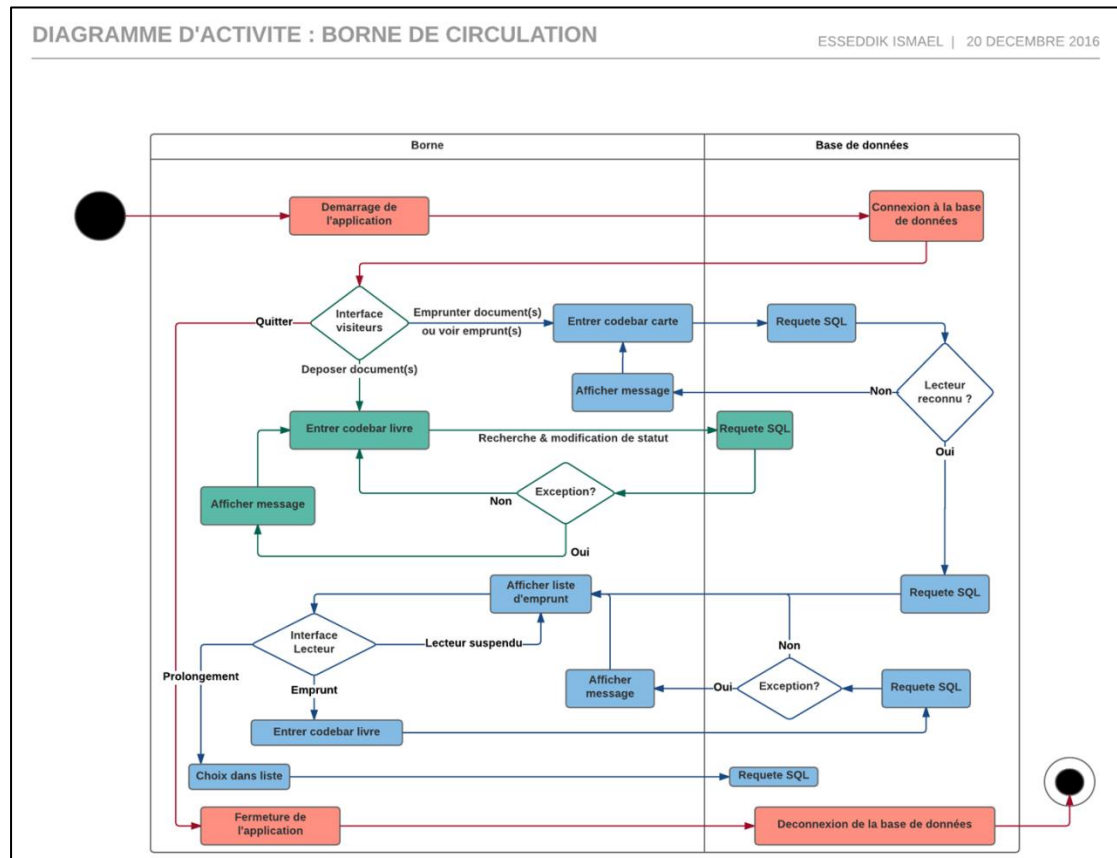 DIAGRAMME D'ACTIVITE : BORNE DE CIRCULATION
ESSEDDIK ISMAEL | 20 DECEMBRE 2016
Borne
Base de données
Demarrage de
l'application
Connexion à la base
de données
Quitter
Interface
visiteurs
Emprunter document(s)
ou voir emprunt(s)
Entrer codebar carte
Requete SQL
Deposer document(s)
Afficher message
Non
Lecteur
reconnu ?
Oui
Entrer codebar livre
Recherche & modification de statut
Requete SQL
Afficher message
Non
Exception?
Oui
Afficher liste
d'emprunt
Requete SQL
Interface
Lecteur
Lecteur suspendu
Non
Prolongement
Emprunt
Afficher
message
Oui
Exception?
Requete SQL
Entrer codebar livre
Choix dans liste
Requete SQL
Fermeture de
l'application
Deconnexion de la base de données